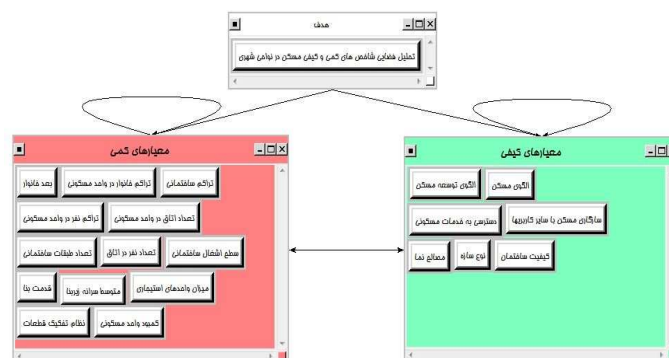 هدف
تحلیل فضایی شاخص های کمی و کیفی مسکن در نواحی شهری
معیارهای کیفی
الگوی مسکن
الگوی توسعه مسکن
سازگاری مسکن با سایر کاربریها
دسترسی به خدمات مسکونی
کیفیت ساختمان
نوع سازه
مصالح نما
معیارهای کمی
تراکم ساختمانی
تراکم خانوار در واحد مسکونی
بعد خانوار
تعداد اتاق در واحد مسکونی
تراکم نفر در واحد مسکونی
سطح اشغال ساختمانی
تعداد نفر در اتاق
تعداد طبقات ساختمانی
میزان واحدهای استیجاری
متوسط سرانه زیربنا
قدمت بنا
کمبود واحد مسکونی
نظام تفکیک قطعات